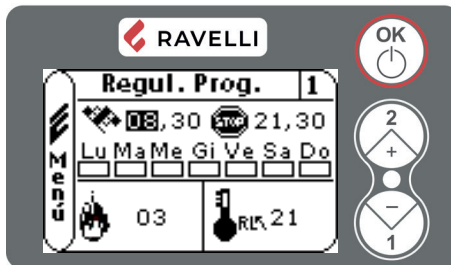 RAVELLI
OK
Regul. Prog. 1
08,30 STOP 21,30
Lu Ma Me Gi Ve Sa Do
Menú
03
21
2
+
−
1